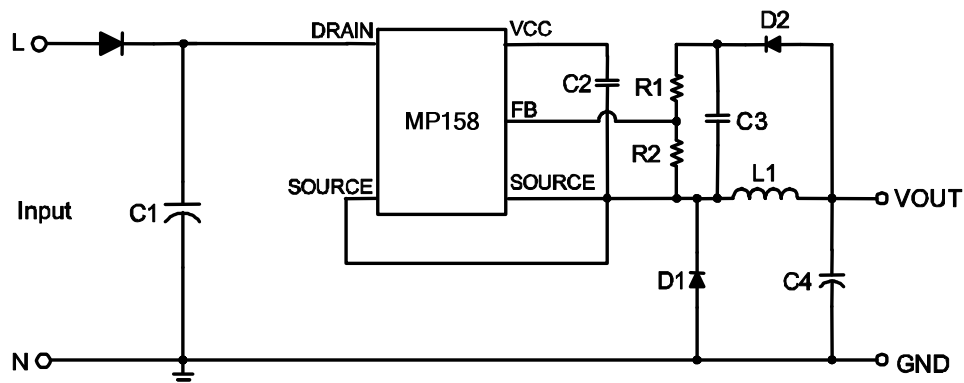 L
DRAIN
VCC
D2
C2
R1
MP158
FB
C3
R2
SOURCE
SOURCE
L1
Input
C1
VOUT
D1
C4
N
GND